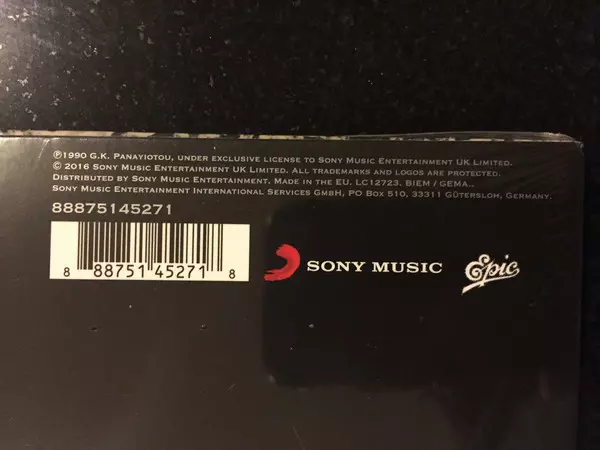 ℗1990 G.K. PANAYIOTOU, UNDER EXCLUSIVE LICENSE TO SONY MUSIC ENTERTAINMENT UK LIMITED.
© 2016 SONY MUSIC ENTERTAINMENT UK LIMITED. ALL TRADEMARKS AND LOGOS ARE PROTECTED.
DISTRIBUTED BY SONY MUSIC ENTERTAINMENT. MADE IN THE EU. LC12723. BIEM / GEMA..
SONY MUSIC ENTERTAINMENT INTERNATIONAL SERVICES GMBH, PO BOX 510, 33311 GÜTERSLOH, GERMANY.
88875145271
8 88751 45271 8
SONY MUSIC
Epic